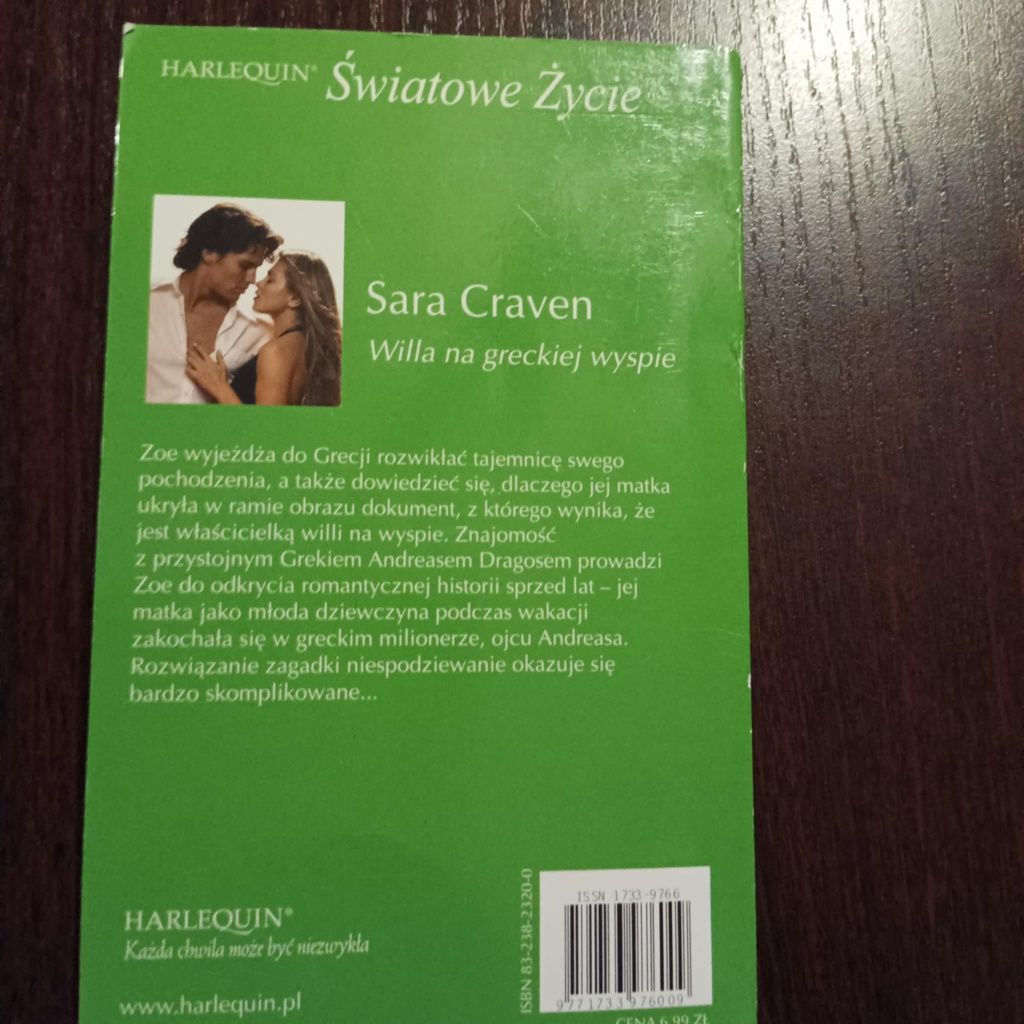 HARLEQUIN® Światowe Życie
Sara Craven
Willa na greckiej wyspie
Zoe wyjeżdża do Grecji rozwikłać tajemnicę swego
pochodzenia, a także dowiedzieć się, dlaczego jej matka
ukryła w ramie obrazu dokument, z którego wynika, że
jest właścicielką willi na wyspie. Znajomość
z przystojnym Grekiem Andreasem Dragosem prowadzi
Zoe do odkrycia romantycznej historii sprzed lat – jej
matka jako młoda dziewczyna podczas wakacji
zakochała się w greckim milionerze, ojcu Andreasa.
Rozwiązanie zagadki niespodziewanie okazuje się
bardzo skomplikowane...
HARLEQUIN®
Każda chwila może być niezwykła
www.harlequin.pl
ISBN 83-238-2320-0
ISSN 1733-9766
9771733976009
CENA 6,99 ZŁ